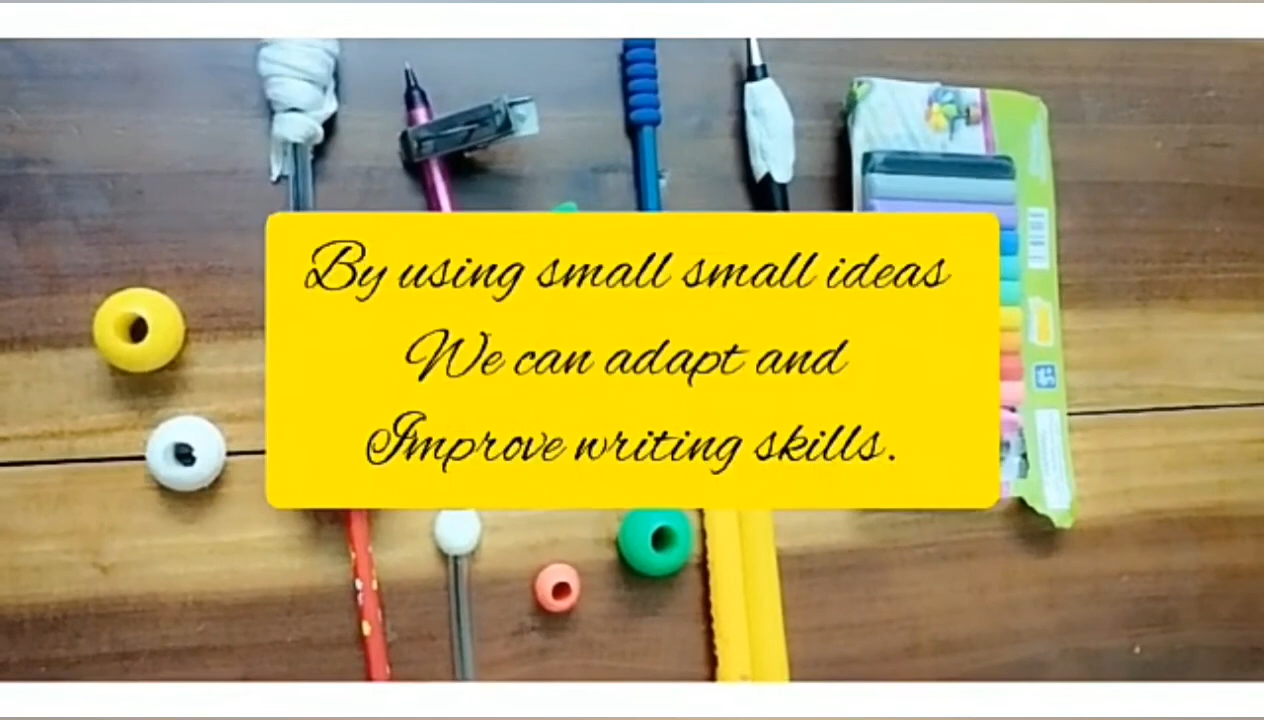 By using small small ideas
We can adapt and
Improve writing skills.